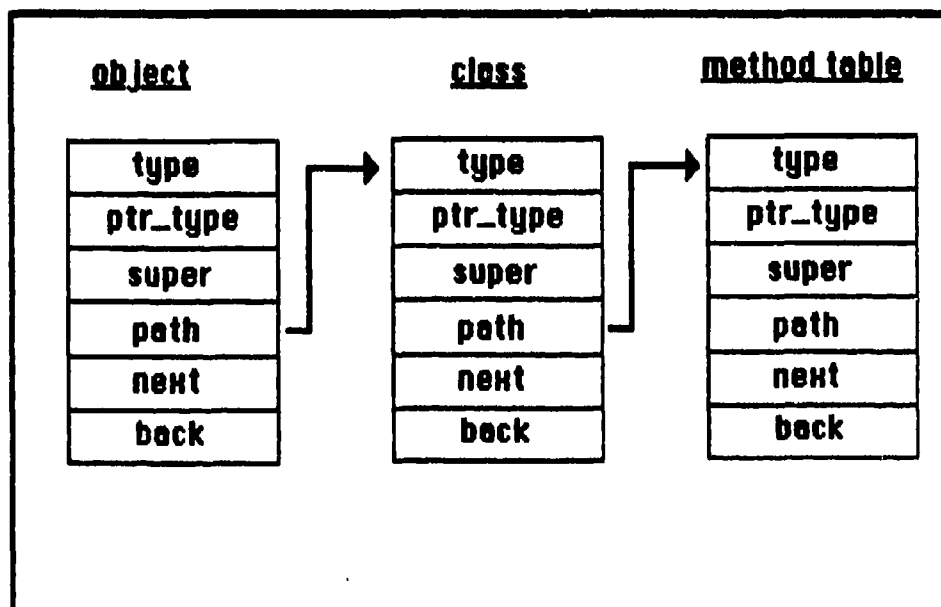 object
type
ptr_type
super
path
next
back
class
type
ptr_type
super
path
next
back
method table
type
ptr_type
super
path
next
back